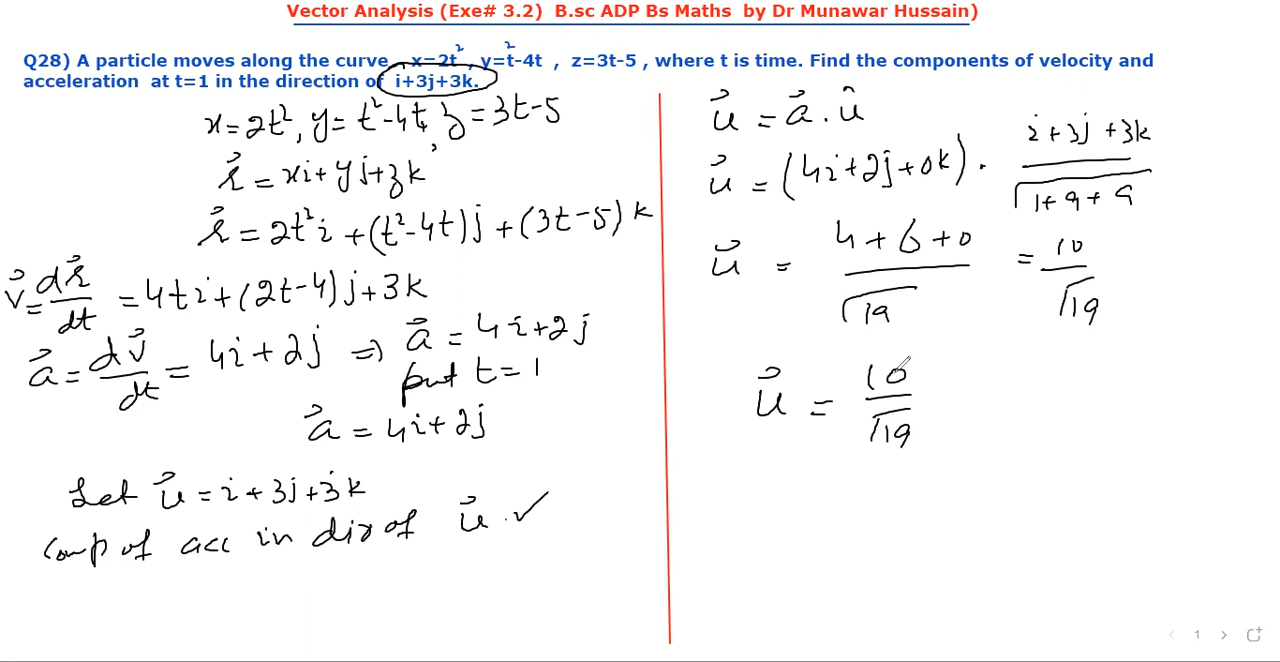 Vector Analysis (Exe# 3.2) B.sc ADP Bs Maths by Dr Munawar Hussain)
Q28) A particle moves along the curve , x=2t², y=t²-4t , z=3t-5 , where t is time. Find the components of velocity and
acceleration at t=1 in the direction of i+3j+3k.
x=2t², y= t²-4t, z=3t-5
r⃗ = xi+yj+zk
r⃗ = 2t²i +(t²-4t)j +(3t-5)k
v⃗ = dr⃗/dt = 4ti+(2t-4)j+3k
a⃗ = dv⃗/dt = 4i+2j ⇒ a⃗ = 4i+2j
put t=1
a⃗ = 4i+2j
Let u⃗ = i+3j+3k
Comp of acc in dir of u⃗ . ✓
u⃗ = a⃗ . û
u⃗ = (4i+2j+0k) . (i+3j+3k)/√(1+9+9)
u⃗ = (4+6+0)/√19 = 10/√19
u⃗ = 10/√19
1